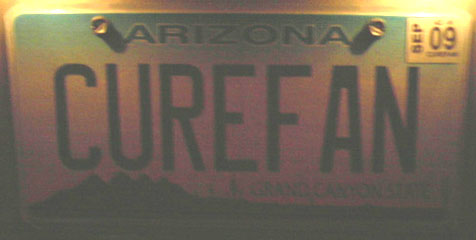 ARIZONA
SEP 09
CUREFAN
GRAND CANYON STATE